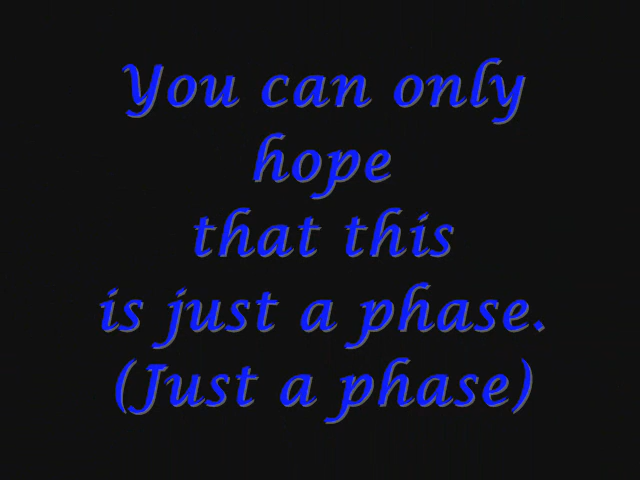 You can only
hope
that this
is just a phase.
(Just a phase)